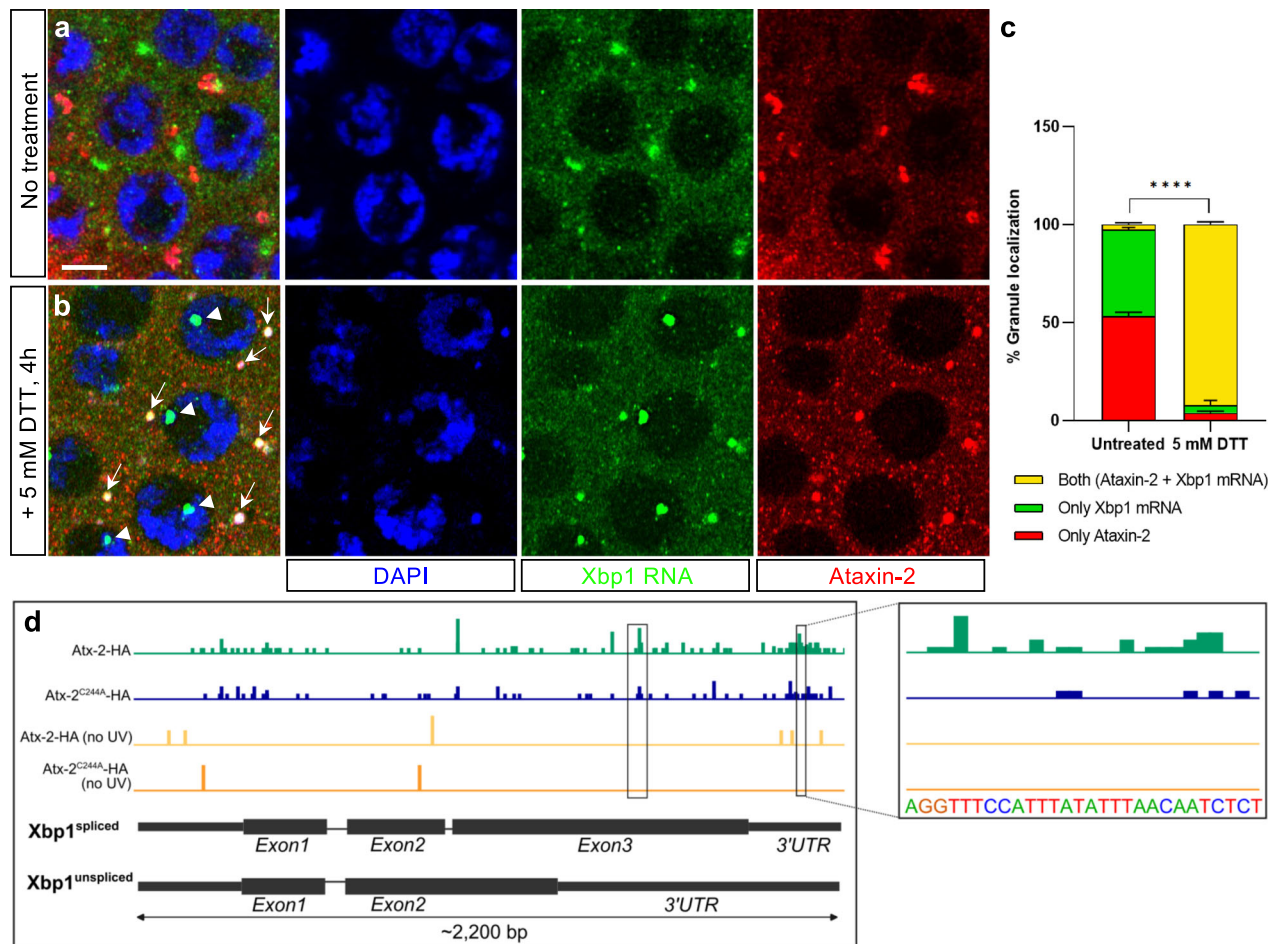 a
No treatment
b
+ 5 mM DTT, 4h
DAPI
Xbp1 RNA
Ataxin-2
c
% Granule localization
150
100
50
0
****
Untreated 5 mM DTT
Both (Ataxin-2 + Xbp1 mRNA)
Only Xbp1 mRNA
Only Ataxin-2
d
Atx-2-HA
Atx-2C244A-HA
Atx-2-HA (no UV)
Atx-2C244A-HA
(no UV)
Xbp1spliced
Exon1 Exon2 Exon3 3'UTR
Xbp1unspliced
Exon1 Exon2 3'UTR
~2,200 bp
AGGTTTCCATTTATATTTAACAATCTCT